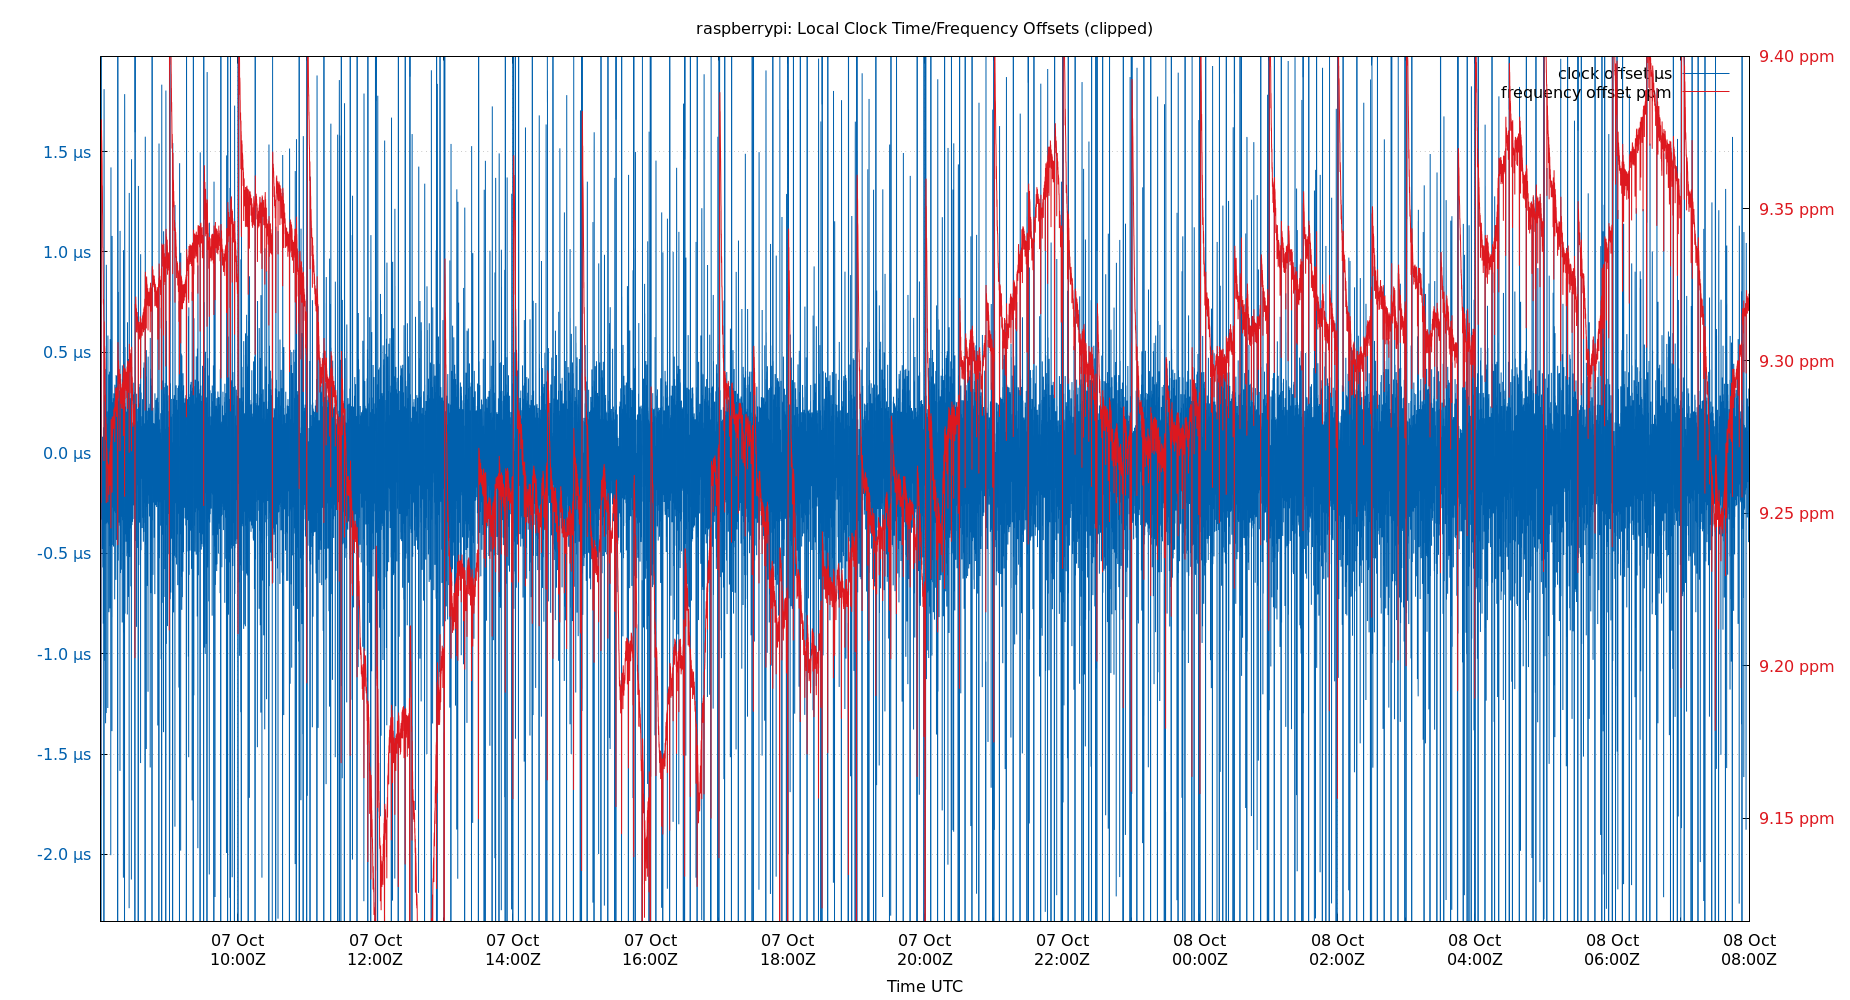 raspberrypi: Local Clock Time/Frequency Offsets (clipped)
9.40 ppm
clock offset µs
frequency offset ppm
1.5 µs
9.35 ppm
1.0 µs
0.5 µs
9.30 ppm
0.0 µs
9.25 ppm
-0.5 µs
-1.0 µs
9.20 ppm
-1.5 µs
9.15 ppm
-2.0 µs
07 Oct 07 Oct 07 Oct 07 Oct 07 Oct 07 Oct 07 Oct 08 Oct 08 Oct 08 Oct 08 Oct 08 Oct
10:00Z 12:00Z 14:00Z 16:00Z 18:00Z 20:00Z 22:00Z 00:00Z 02:00Z 04:00Z 06:00Z 08:00Z
Time UTC